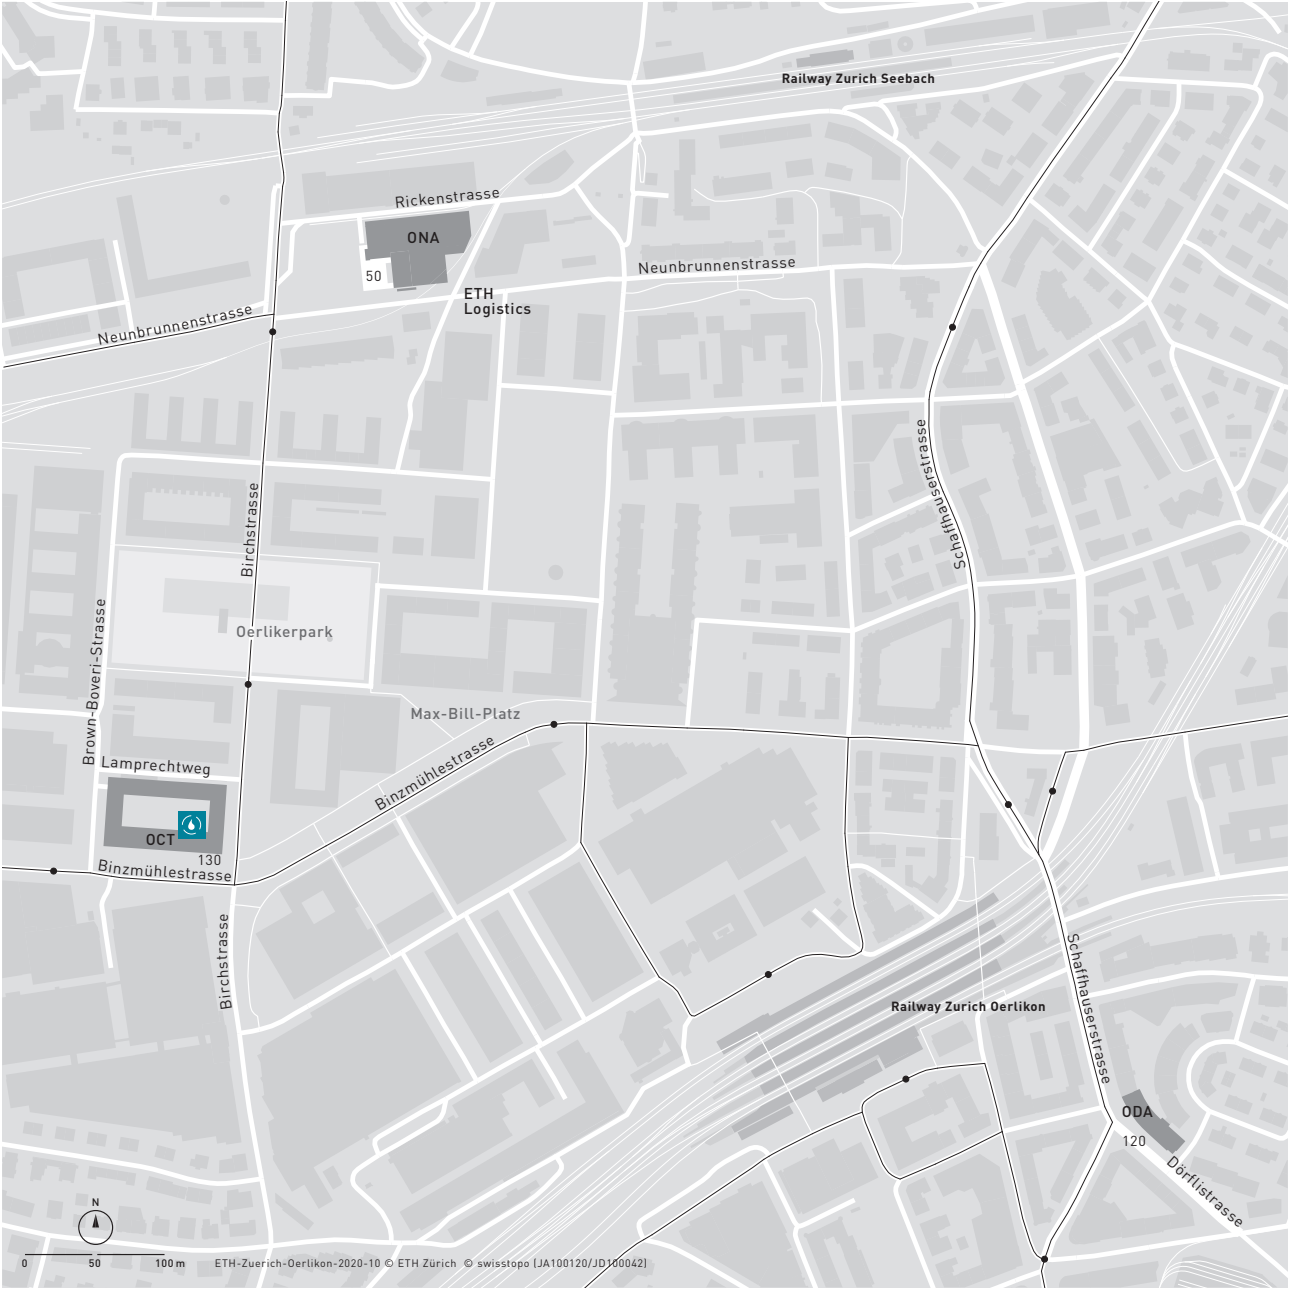 Railway Zurich Seebach
Rickenstrasse
ONA
50
Neunbrunnenstrasse
ETH
Logistics
Neunbrunnenstrasse
Schaffhauserstrasse
Birchstrasse
Brown-Boveri-Strasse
Oerlikerpark
Max-Bill-Platz
Binzmühlestrasse
Lamprechtweg
OCT
130
Binzmühlestrasse
Birchstrasse
Schaffhauserstrasse
Railway Zurich Oerlikon
ODA
120
Dörflistrasse
N
0 50 100 m
ETH-Zuerich-Oerlikon-2020-10 © ETH Zürich © swisstopo (JA100120/JD100042)